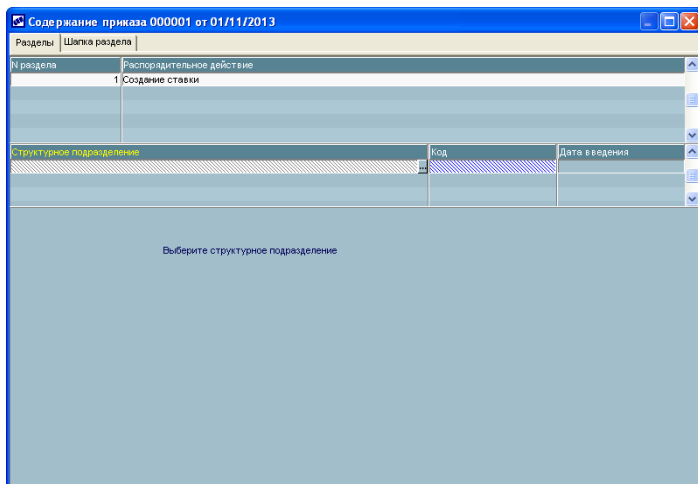 Содержание приказа 000001 от 01/11/2013
Разделы Шапка раздела
N раздела Распорядительное действие
1 Создание ставки
Структурное подразделение Код Дата введения
...
Выберите структурное подразделение